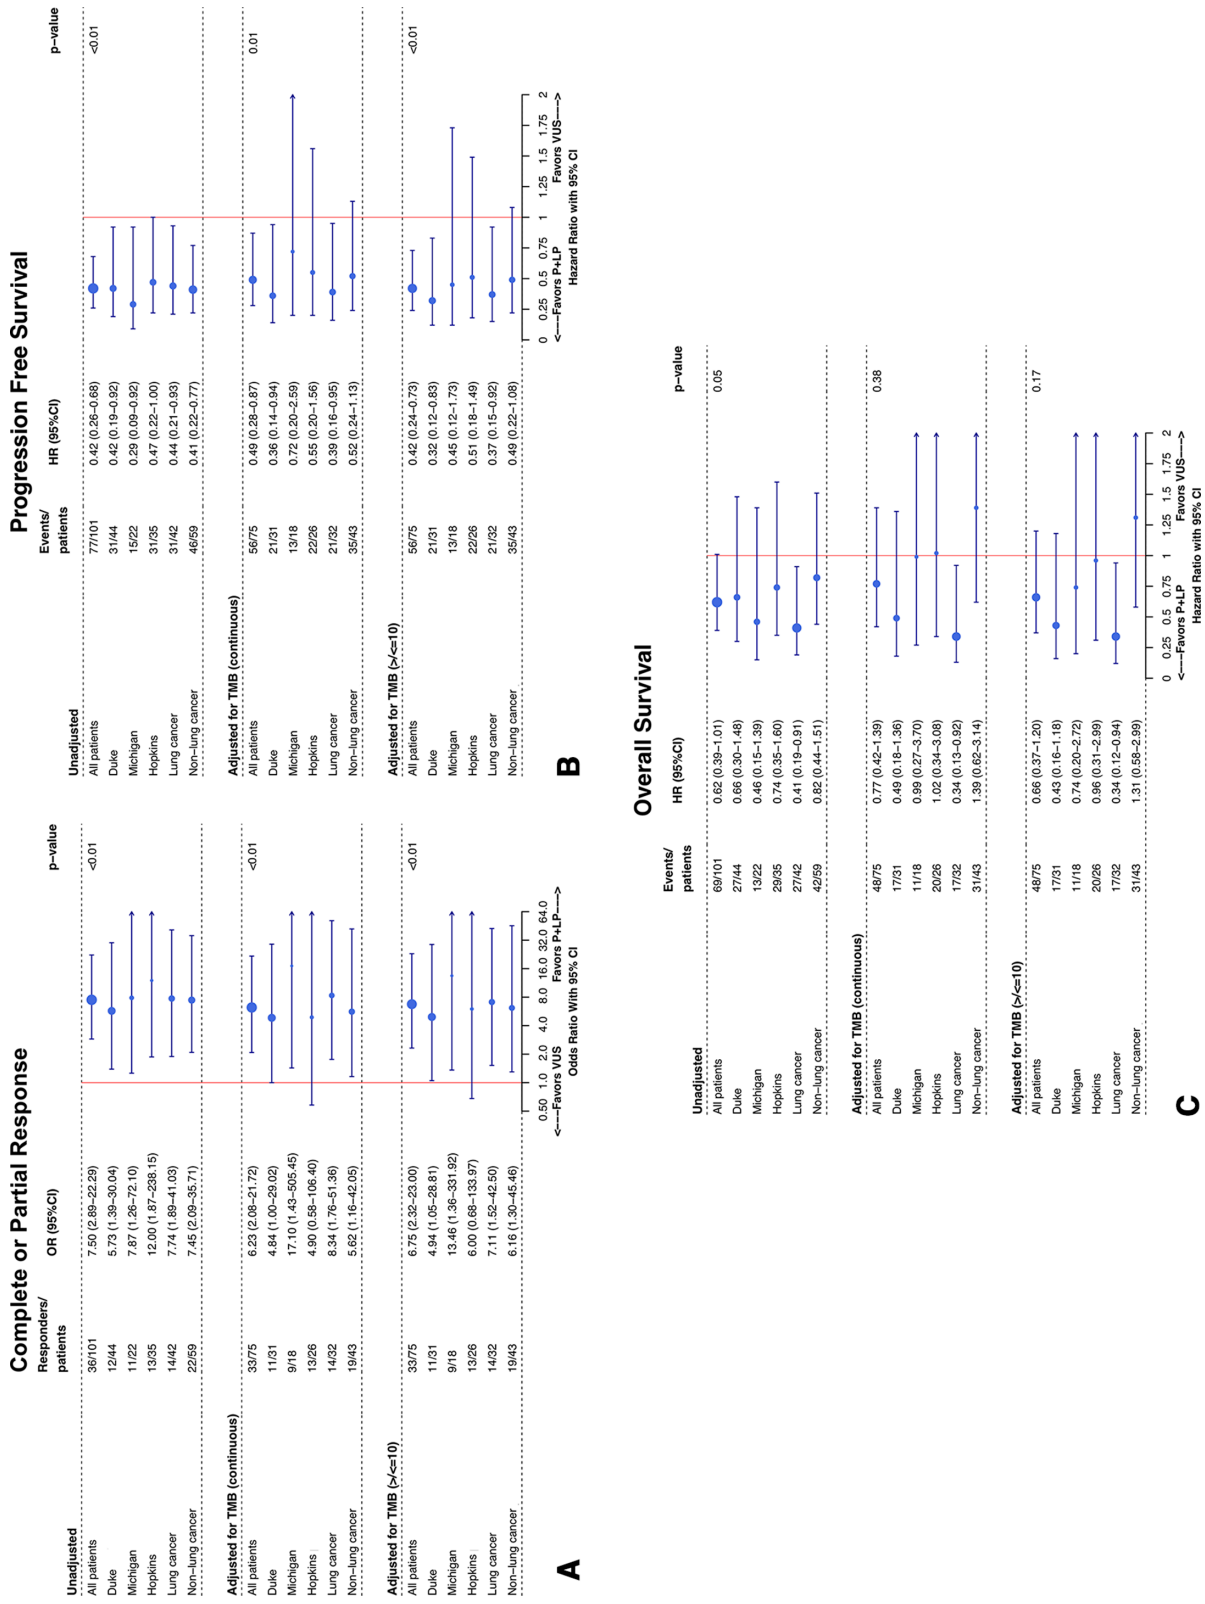 Complete or Partial Response
Responders/
patients OR (95%CI) p−value
Unadjusted
All patients 36/101 7.50 (2.89−22.29) <0.01
Duke 12/44 5.73 (1.39−30.04)
Michigan 11/22 7.87 (1.26−72.10)
Hopkins 13/35 12.00 (1.87−238.15)
Lung cancer 14/42 7.74 (1.89−41.03)
Non−lung cancer 22/59 7.45 (2.09−35.71)
Adjusted for TMB (continuous)
All patients 33/75 6.23 (2.08−21.72) <0.01
Duke 11/31 4.84 (1.00−29.02)
Michigan 9/18 17.10 (1.43−505.45)
Hopkins 13/26 4.90 (0.58−106.40)
Lung cancer 14/32 8.34 (1.76−51.36)
Non−lung cancer 19/43 5.62 (1.16−42.05)
Adjusted for TMB (>/<=10)
All patients 33/75 6.75 (2.32−23.00) <0.01
Duke 11/31 4.94 (1.05−28.81)
Michigan 9/18 13.46 (1.36−331.92)
Hopkins 13/26 6.00 (0.68−133.97)
Lung cancer 14/32 7.11 (1.52−42.50)
Non−lung cancer 19/43 6.16 (1.30−45.46)
0.50 1.0 2.0 4.0 8.0 16.0 32.0 64.0
<−−−−Favors VUS Favors P+LP−−−−>
Odds Ratio With 95% CI
A
Progression Free Survival
Events/
patients HR (95%CI) p−value
Unadjusted
All patients 77/101 0.42 (0.26−0.68) <0.01
Duke 31/44 0.42 (0.19−0.92)
Michigan 15/22 0.29 (0.09−0.92)
Hopkins 31/35 0.47 (0.22−1.00)
Lung cancer 31/42 0.44 (0.21−0.93)
Non−lung cancer 46/59 0.41 (0.22−0.77)
Adjusted for TMB (continuous)
All patients 56/75 0.49 (0.28−0.87) 0.01
Duke 21/31 0.36 (0.14−0.94)
Michigan 13/18 0.72 (0.20−2.59)
Hopkins 22/26 0.55 (0.20−1.56)
Lung cancer 21/32 0.39 (0.16−0.95)
Non−lung cancer 35/43 0.52 (0.24−1.13)
Adjusted for TMB (>/<=10)
All patients 56/75 0.42 (0.24−0.73) <0.01
Duke 21/31 0.32 (0.12−0.83)
Michigan 13/18 0.45 (0.12−1.73)
Hopkins 22/26 0.51 (0.18−1.49)
Lung cancer 21/32 0.37 (0.15−0.92)
Non−lung cancer 35/43 0.49 (0.22−1.08)
0 0.25 0.5 0.75 1 1.25 1.5 1.75 2
<−−−−Favors P+LP Favors VUS−−−−>
Hazard Ratio with 95% CI
B
Overall Survival
Events/
patients HR (95%CI) p−value
Unadjusted
All patients 69/101 0.62 (0.39−1.01) 0.05
Duke 27/44 0.66 (0.30−1.48)
Michigan 13/22 0.46 (0.15−1.39)
Hopkins 29/35 0.74 (0.35−1.60)
Lung cancer 27/42 0.41 (0.19−0.91)
Non−lung cancer 42/59 0.82 (0.44−1.51)
Adjusted for TMB (continuous)
All patients 48/75 0.77 (0.42−1.39) 0.38
Duke 17/31 0.49 (0.18−1.36)
Michigan 11/18 0.99 (0.27−3.70)
Hopkins 20/26 1.02 (0.34−3.08)
Lung cancer 17/32 0.34 (0.13−0.92)
Non−lung cancer 31/43 1.39 (0.62−3.14)
Adjusted for TMB (>/<=10)
All patients 48/75 0.66 (0.37−1.20) 0.17
Duke 17/31 0.43 (0.16−1.18)
Michigan 11/18 0.74 (0.20−2.72)
Hopkins 20/26 0.96 (0.31−2.99)
Lung cancer 17/32 0.34 (0.12−0.94)
Non−lung cancer 31/43 1.31 (0.58−2.99)
0 0.25 0.5 0.75 1 1.25 1.5 1.75 2
<−−−−Favors P+LP Favors VUS−−−−>
Hazard Ratio with 95% CI
C